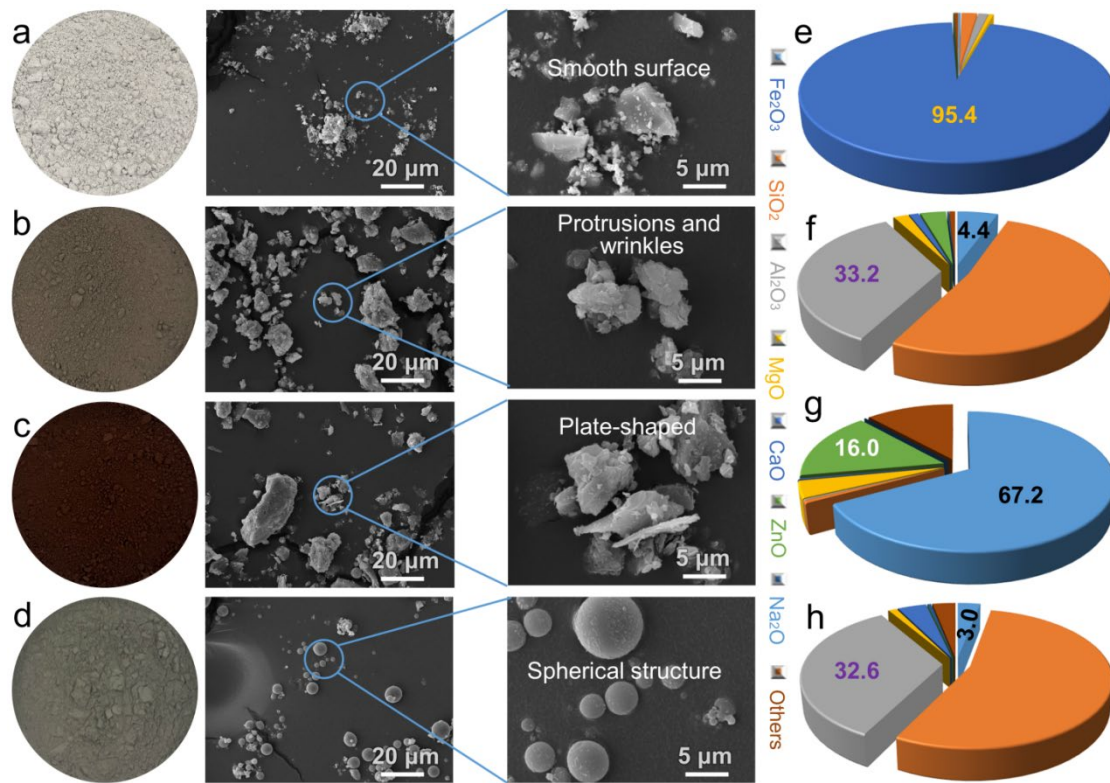 a
20 µm
Smooth surface
5 µm
b
20 µm
Protrusions and
wrinkles
5 µm
c
20 µm
Plate-shaped
5 µm
d
20 µm
Spherical structure
5 µm
Fe₂O₃
SiO₂
Al₂O₃
MgO
CaO
ZnO
Na₂O
Others
e
95.4
f
4.4
33.2
g
16.0
67.2
h
3.0
32.6